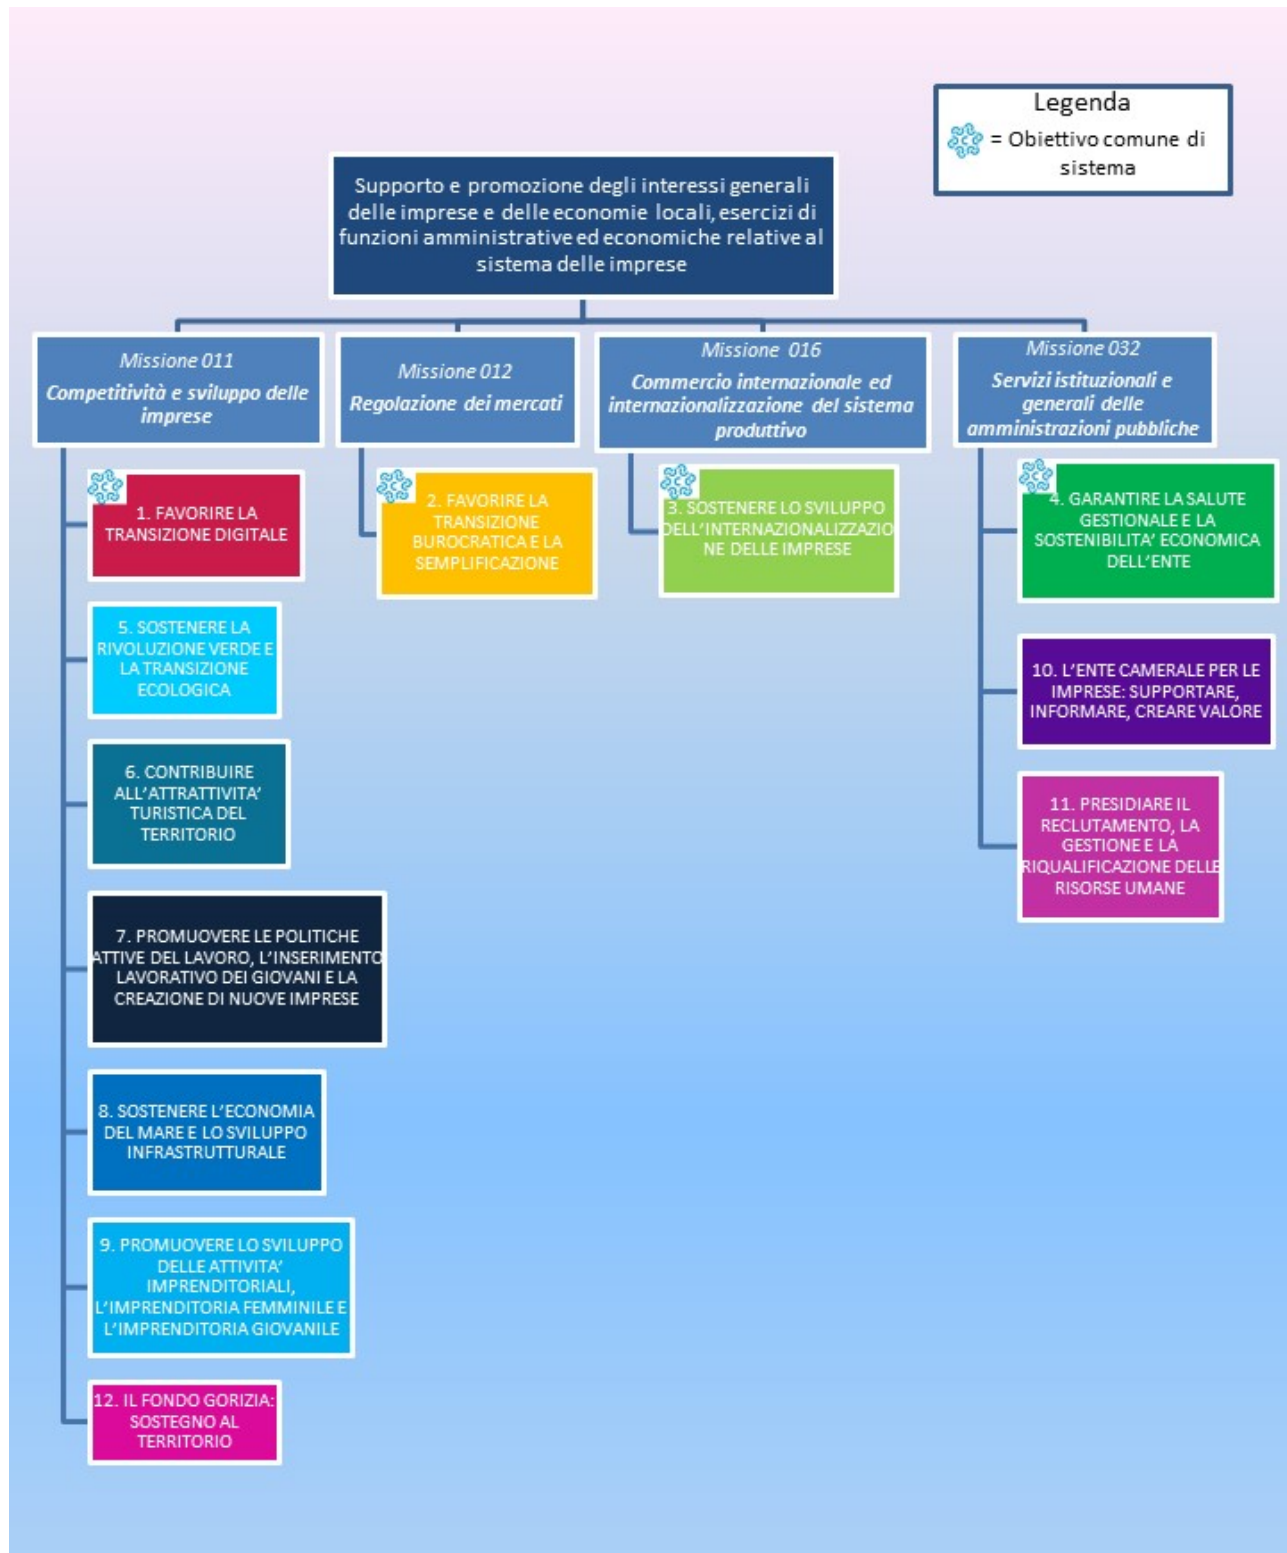 Legenda
= Obiettivo comune di
sistema
Supporto e promozione degli interessi generali
delle imprese e delle economie locali, esercizi di
funzioni amministrative ed economiche relative al
sistema delle imprese
Missione 011
Competitività e sviluppo delle
imprese
Missione 012
Regolazione dei mercati
Missione 016
Commercio internazionale ed
internazionalizzazione del sistema
produttivo
Missione 032
Servizi istituzionali e
generali delle
amministrazioni pubbliche
1. FAVORIRE LA
TRANSIZIONE DIGITALE
2. FAVORIRE LA
TRANSIZIONE
BUROCRATICA E LA
SEMPLIFICAZIONE
3. SOSTENERE LO SVILUPPO
DELL'INTERNAZIONALIZZAZIO
NE DELLE IMPRESE
4. GARANTIRE LA SALUTE
GESTIONALE E LA
SOSTENIBILITA' ECONOMICA
DELL'ENTE
5. SOSTENERE LA
RIVOLUZIONE VERDE E
LA TRANSIZIONE
ECOLOGICA
10. L'ENTE CAMERALE PER LE
IMPRESE: SUPPORTARE,
INFORMARE, CREARE VALORE
6. CONTRIBUIRE
ALL'ATTRATTIVITA'
TURISTICA DEL
TERRITORIO
11. PRESIDIARE IL
RECLUTAMENTO, LA
GESTIONE E LA
RIQUALIFICAZIONE DELLE
RISORSE UMANE
7. PROMUOVERE LE POLITICHE
ATTIVE DEL LAVORO, L'INSERIMENTO
LAVORATIVO DEI GIOVANI E LA
CREAZIONE DI NUOVE IMPRESE
8. SOSTENERE L'ECONOMIA
DEL MARE E LO SVILUPPO
INFRASTRUTTURALE
9. PROMUOVERE LO SVILUPPO
DELLE ATTIVITA'
IMPRENDITORIALI,
L'IMPRENDITORIA FEMMINILE E
L'IMPRENDITORIA GIOVANILE
12. IL FONDO GORIZIA:
SOSTEGNO AL
TERRITORIO